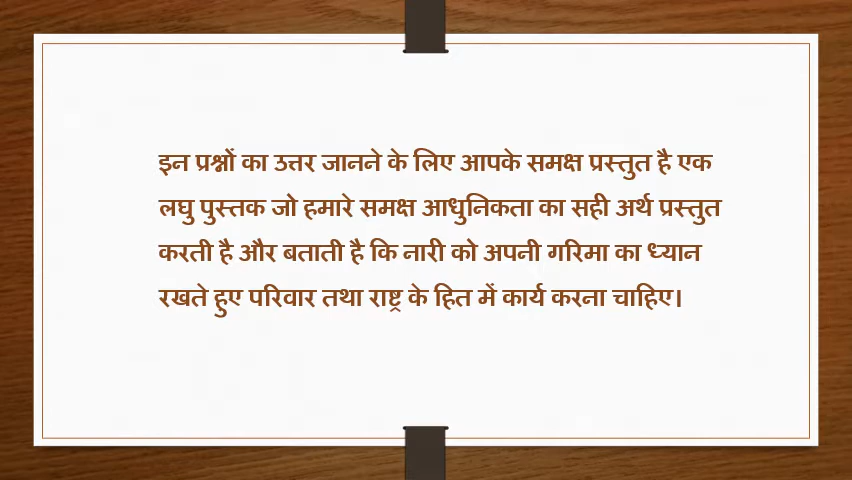 इन प्रश्नों का उत्तर जानने के लिए आपके समक्ष प्रस्तुत है एक
लघु पुस्तक जो हमारे समक्ष आधुनिकता का सही अर्थ प्रस्तुत
करती है और बताती है कि नारी को अपनी गरिमा का ध्यान
रखते हुए परिवार तथा राष्ट्र के हित में कार्य करना चाहिए।